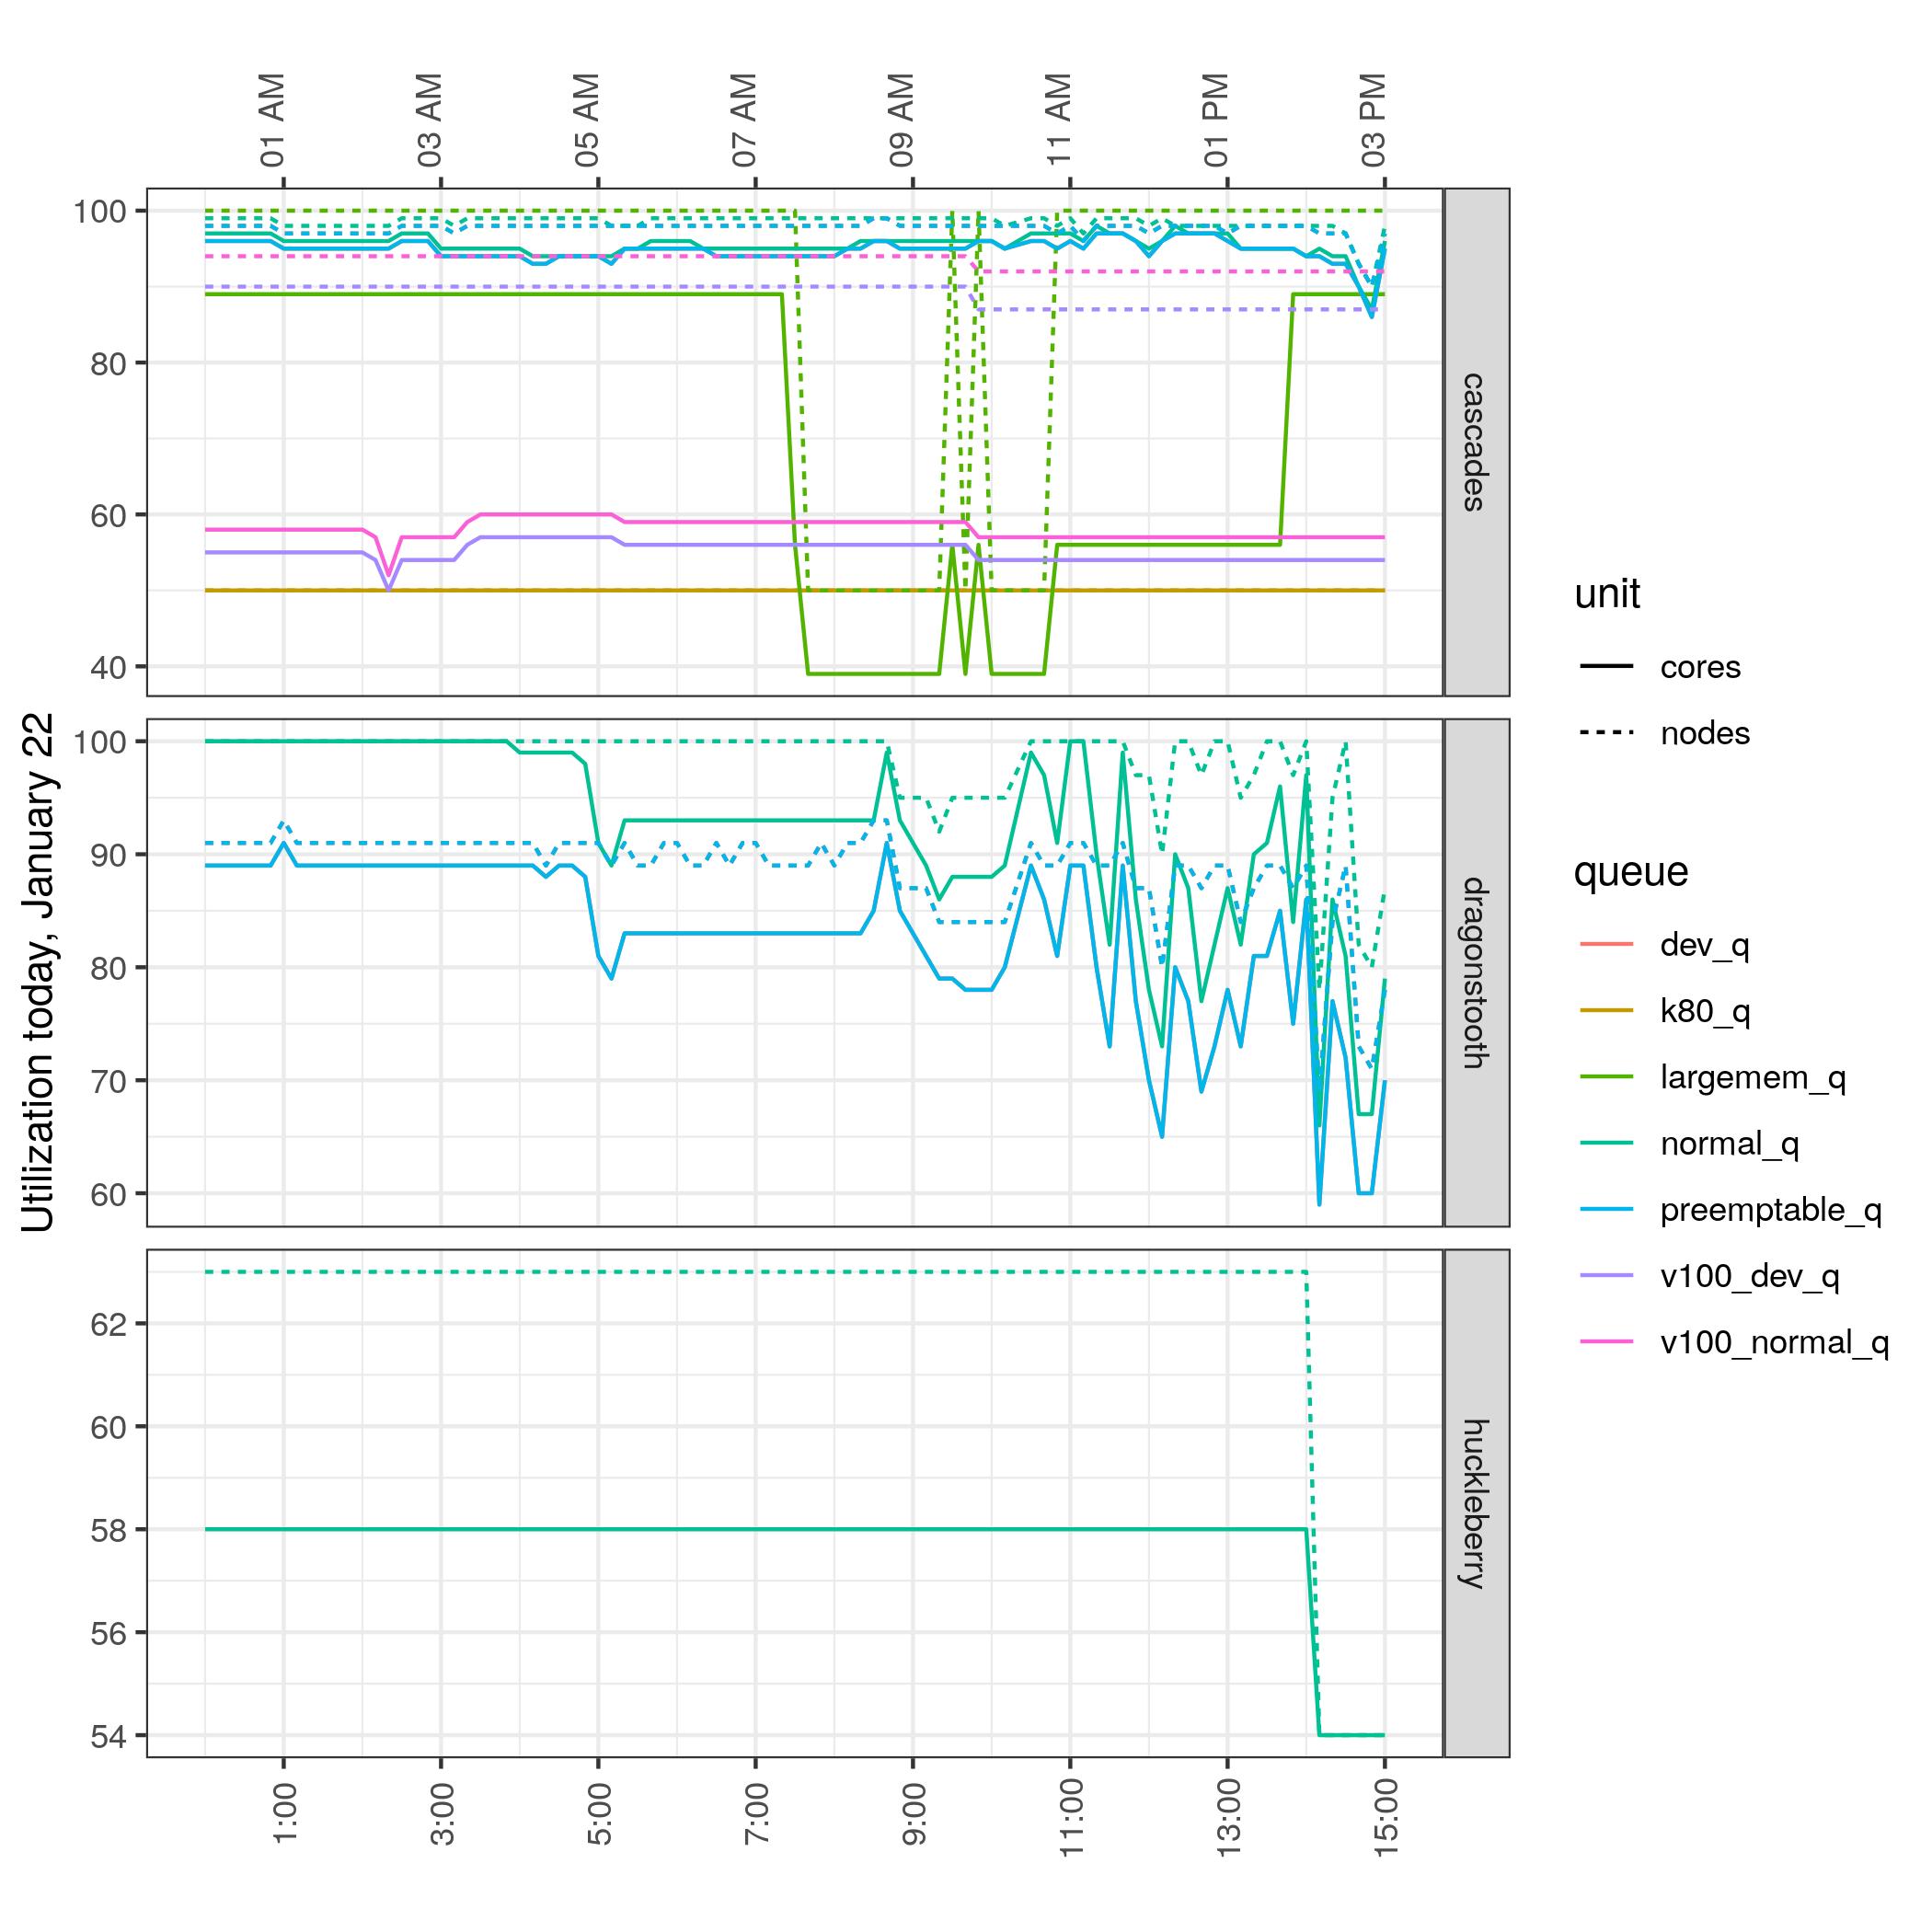 01 AM
03 AM
05 AM
07 AM
09 AM
11 AM
01 PM
03 PM
Utilization today, January 22
100
80
60
40
cascades
100
90
80
70
60
dragonstooth
62
60
58
56
54
huckleberry
1:00
3:00
5:00
7:00
9:00
11:00
13:00
15:00
unit
cores
nodes
queue
dev_q
k80_q
largemem_q
normal_q
preemptable_q
v100_dev_q
v100_normal_q